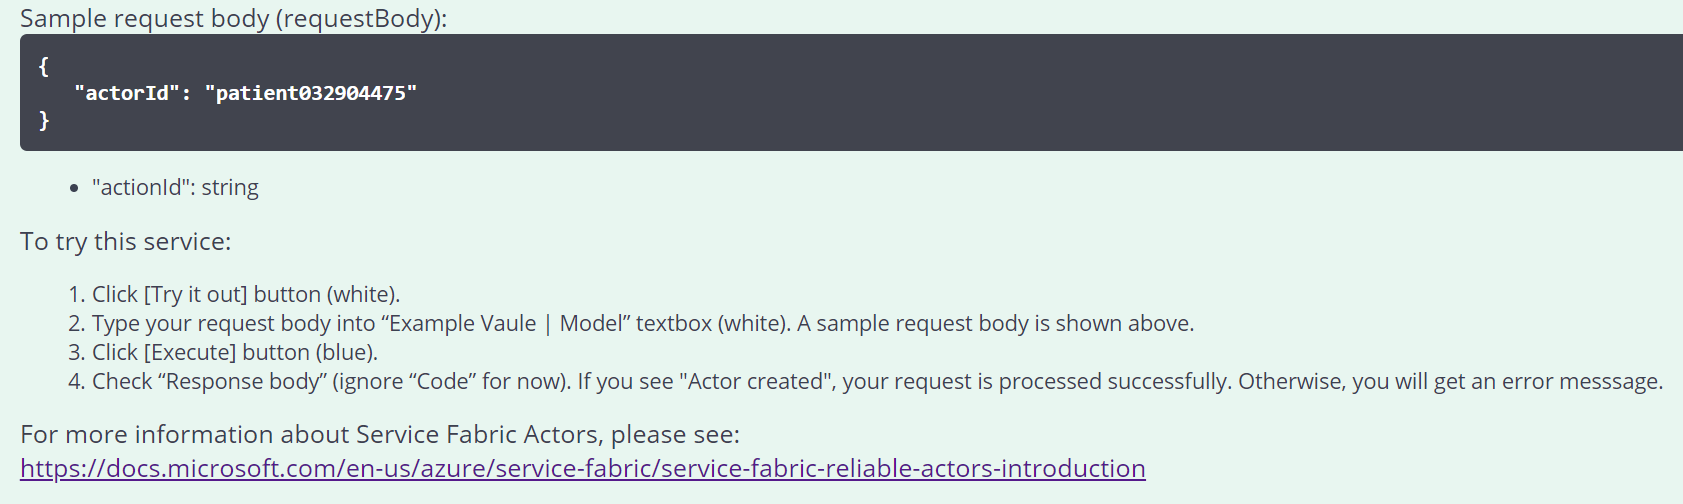 Sample request body (requestBody):
{
"actorId": "patient032904475"
}
• "actionId": string
To try this service:
1. Click [Try it out] button (white).
2. Type your request body into “Example Vaule | Model” textbox (white). A sample request body is shown above.
3. Click [Execute] button (blue).
4. Check “Response body” (ignore “Code” for now). If you see "Actor created", your request is processed successfully. Otherwise, you will get an error messsage.
For more information about Service Fabric Actors, please see:
https://docs.microsoft.com/en-us/azure/service-fabric/service-fabric-reliable-actors-introduction